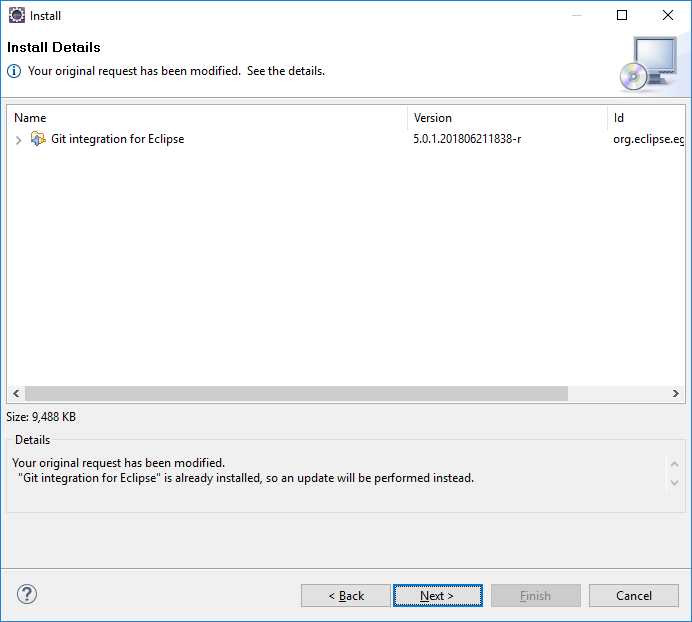 Install
Install Details
Your original request has been modified.  See the details.
Name Version Id
Git integration for Eclipse 5.0.1.201806211838-r org.eclipse.eg
Size: 9,488 KB
Details
Your original request has been modified.
"Git integration for Eclipse" is already installed, so an update will be performed instead.
? < Back Next > Finish Cancel